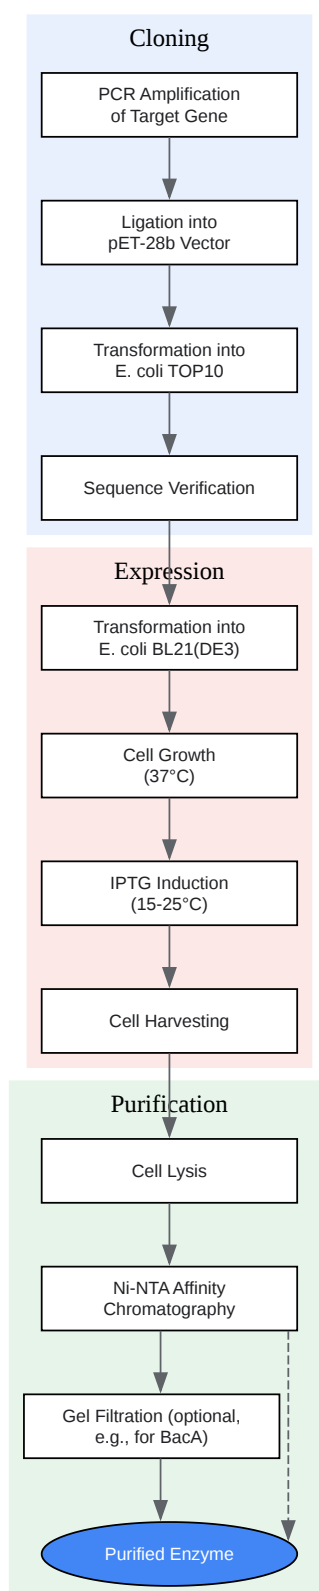 Cloning
PCR Amplification
of Target Gene
Ligation into
pET-28b Vector
Transformation into
E. coli TOP10
Sequence Verification
Expression
Transformation into
E. coli BL21(DE3)
Cell Growth
(37°C)
IPTG Induction
(15-25°C)
Cell Harvesting
Purification
Cell Lysis
Ni-NTA Affinity
Chromatography
Gel Filtration (optional,
e.g., for BacA)
Purified Enzyme